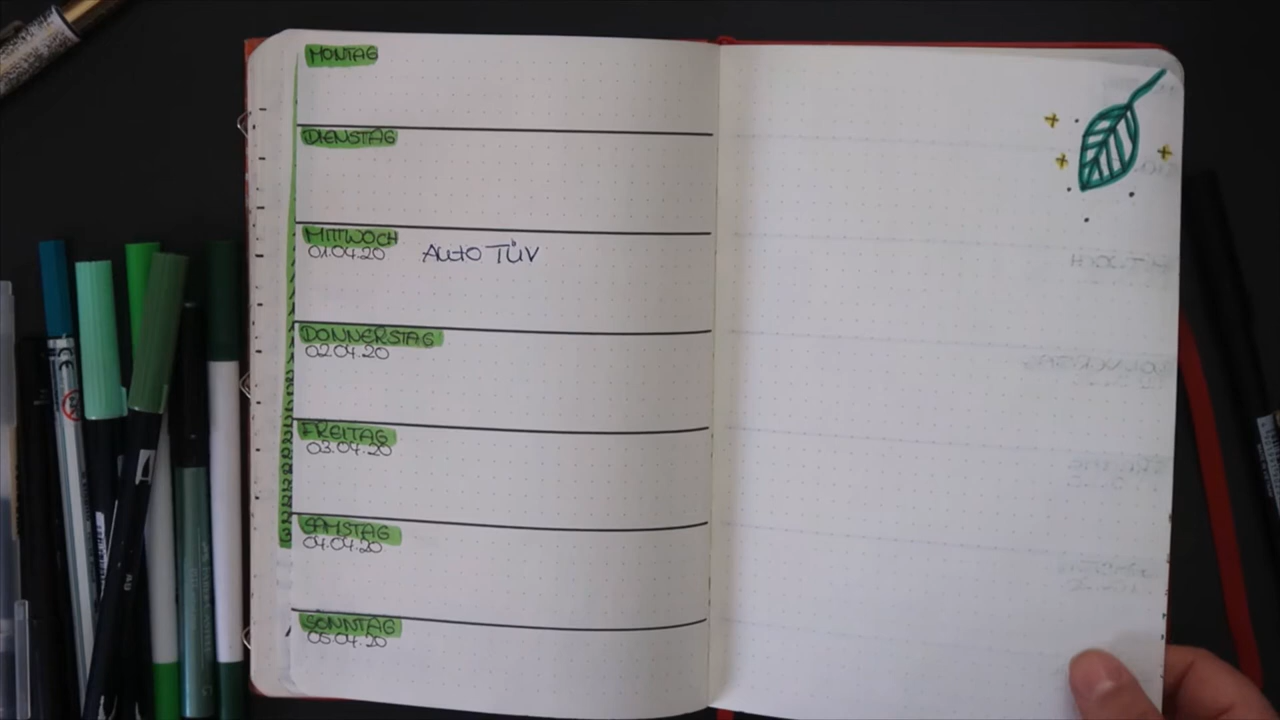 MONTAG
DIENSTAG
MITTWOCH
01.04.20 AUTO TÜV
DONNERSTAG
02.04.20
FREITAG
03.04.20
SAMSTAG
04.04.20
SONNTAG
05.04.20